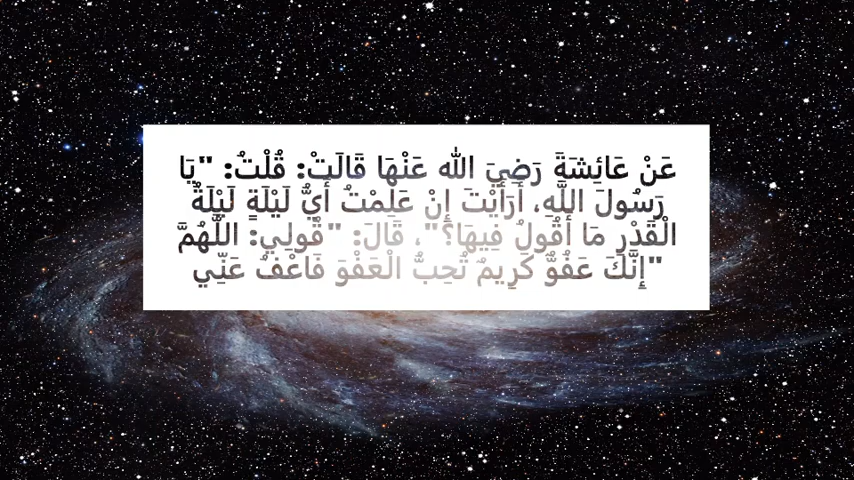 عَنْ عَائِشَةَ رَضِيَ الله عَنْهَا قَالَتْ: قُلْتُ: "يَا
رَسُولَ اللَّهِ، أَرَأَيْتَ إِنْ عَلِمْتُ أَيُّ لَيْلَةٍ لَيْلَةُ
الْقَدْرِ مَا أَقُولُ فِيهَا؟"، قَالَ: "قُولِي: اللَّهُمَّ
إِنَّكَ عَفُوٌّ كَرِيمٌ تُحِبُّ الْعَفْوَ فَاعْفُ عَنِّي"